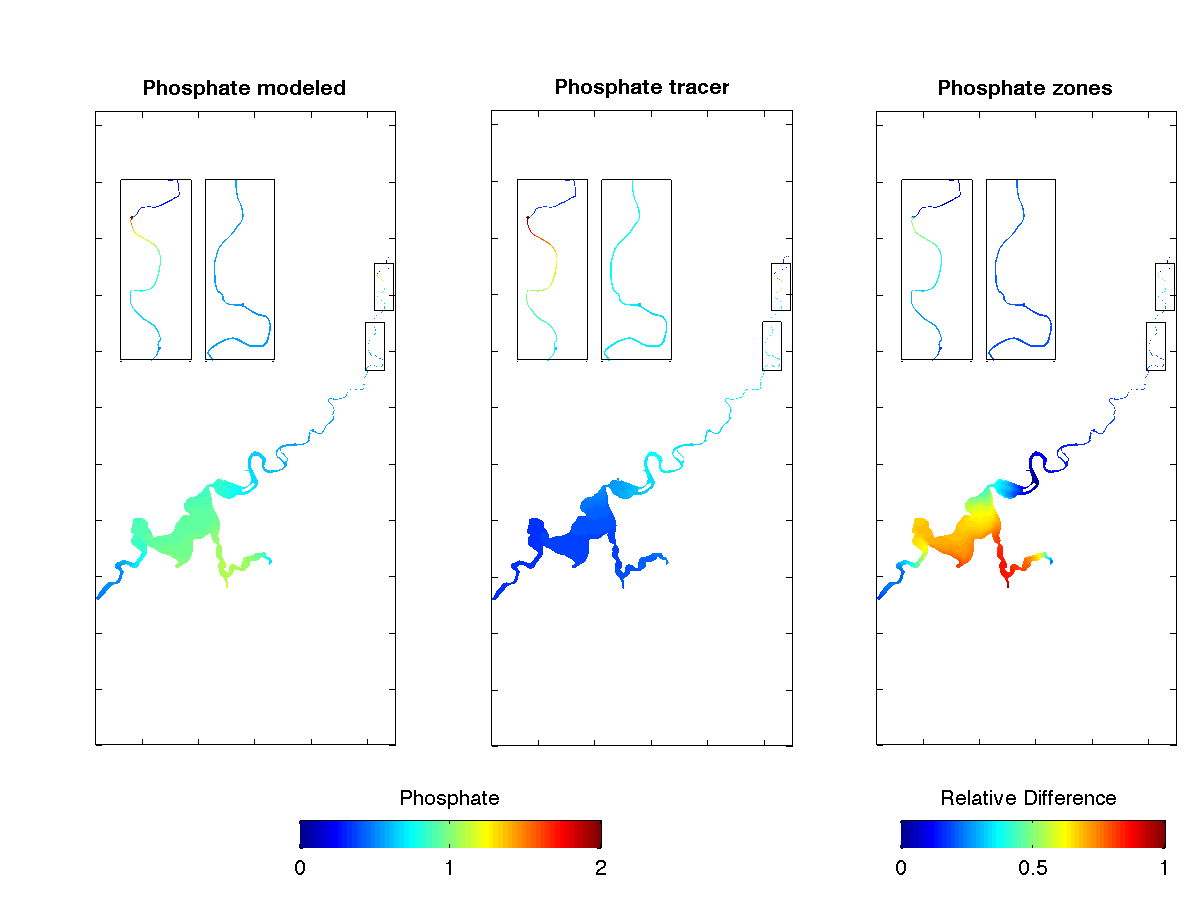 Phosphate modeled
Phosphate tracer
Phosphate zones
Phosphate
0
1
2
Relative Difference
0
0.5
1